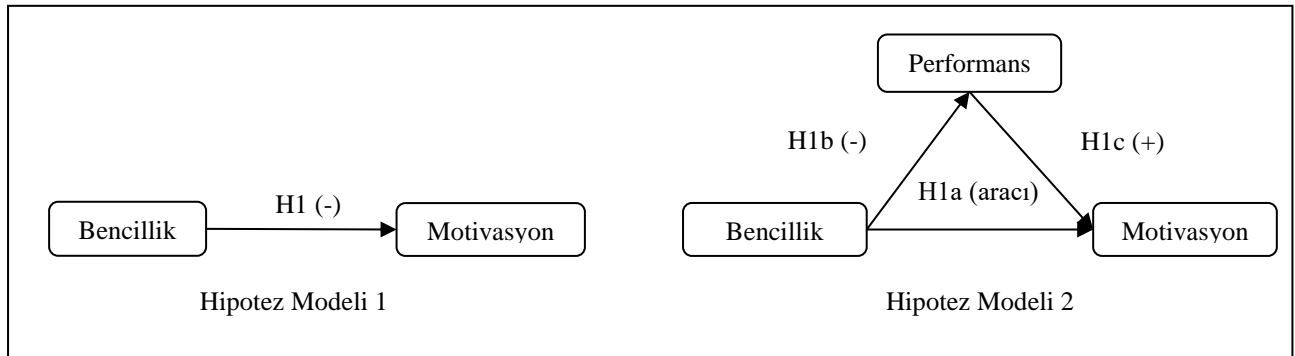 Performans
H1b (-)
H1c (+)
H1 (-)
H1a (aracı)
Bencillik
Motivasyon
Bencillik
Motivasyon
Hipotez Modeli 1
Hipotez Modeli 2